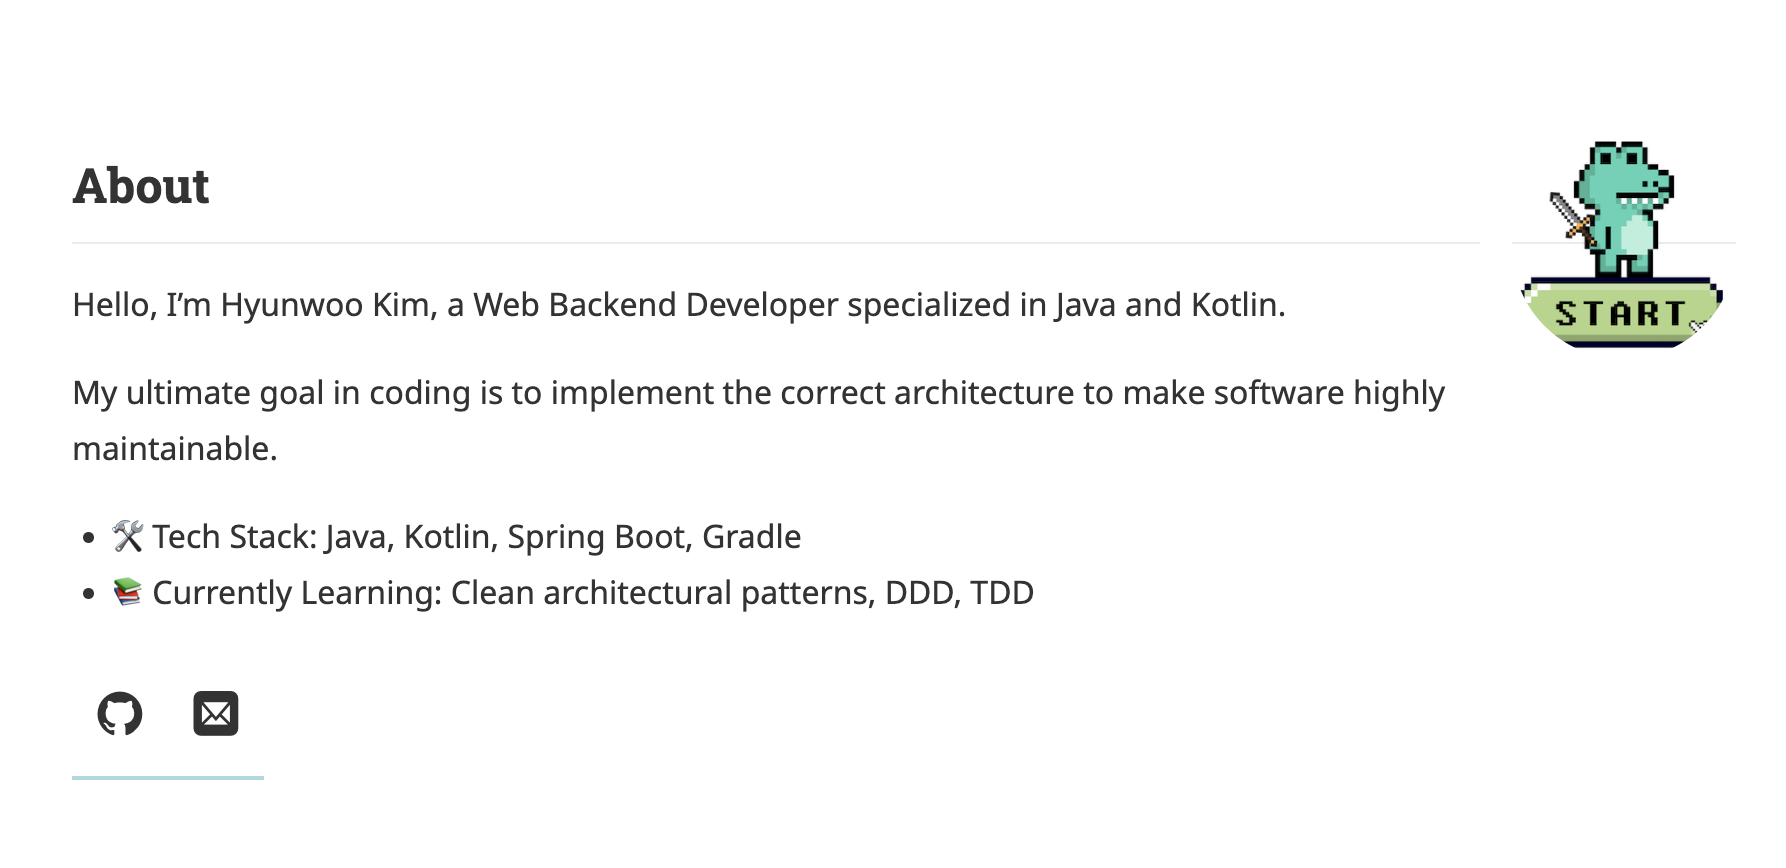 About
START
Hello, I’m Hyunwoo Kim, a Web Backend Developer specialized in Java and Kotlin.
My ultimate goal in coding is to implement the correct architecture to make software highly
maintainable.
• 🛠️ Tech Stack: Java, Kotlin, Spring Boot, Gradle
• 📚 Currently Learning: Clean architectural patterns, DDD, TDD